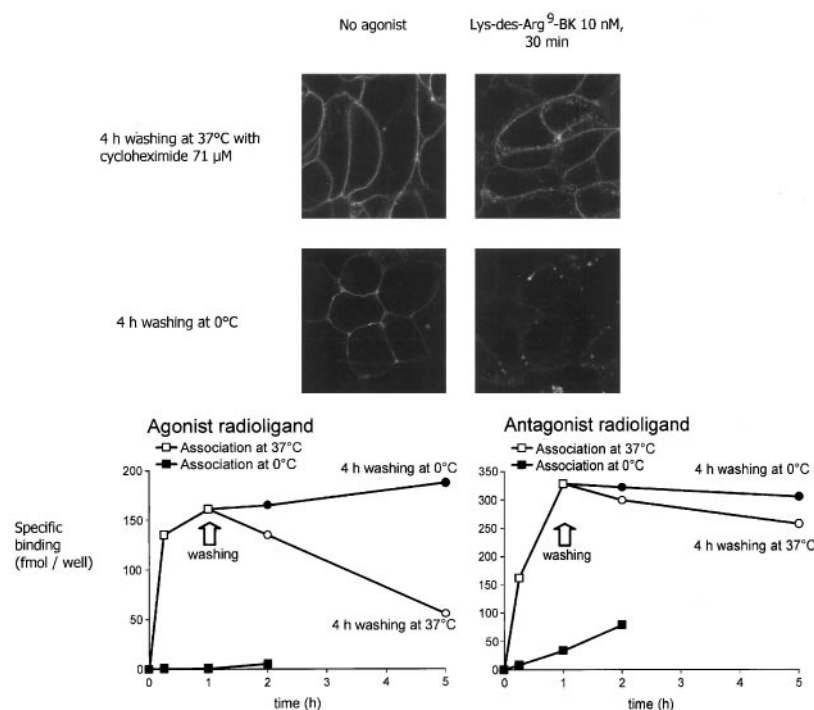 No agonist
Lys-des-Arg⁹-BK 10 nM,
30 min
4 h washing at 37°C with
cycloheximide 71 µM
4 h washing at 0°C
Agonist radioligand
Association at 37°C
Association at 0°C
200
150
100
50
0
Specific
binding
(fmol / well)
4 h washing at 0°C
washing
4 h washing at 37°C
0
1
2
3
4
5
time (h)
Antagonist radioligand
Association at 37°C
Association at 0°C
350
300
250
200
150
100
50
0
4 h washing at 0°C
washing
4 h washing at 37°C
0
1
2
3
4
5
time (h)